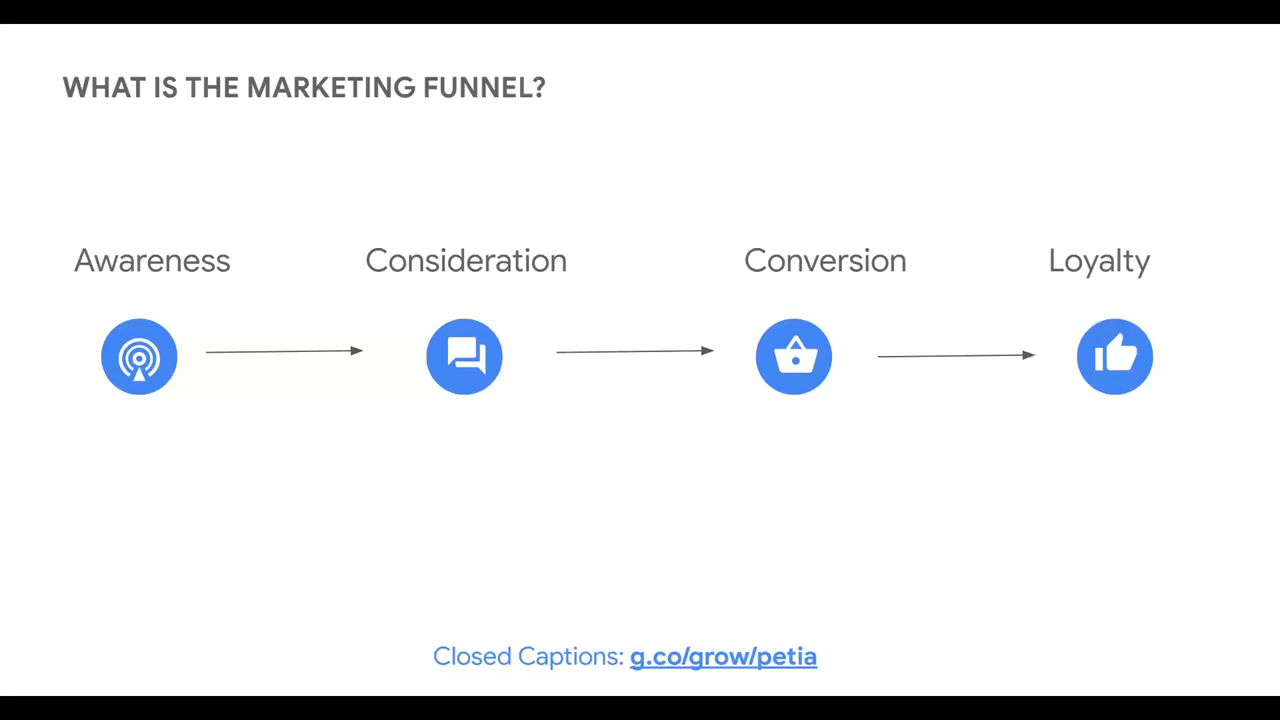 WHAT IS THE MARKETING FUNNEL?
Awareness
Consideration
Conversion
Loyalty
Closed Captions: g.co/grow/petia